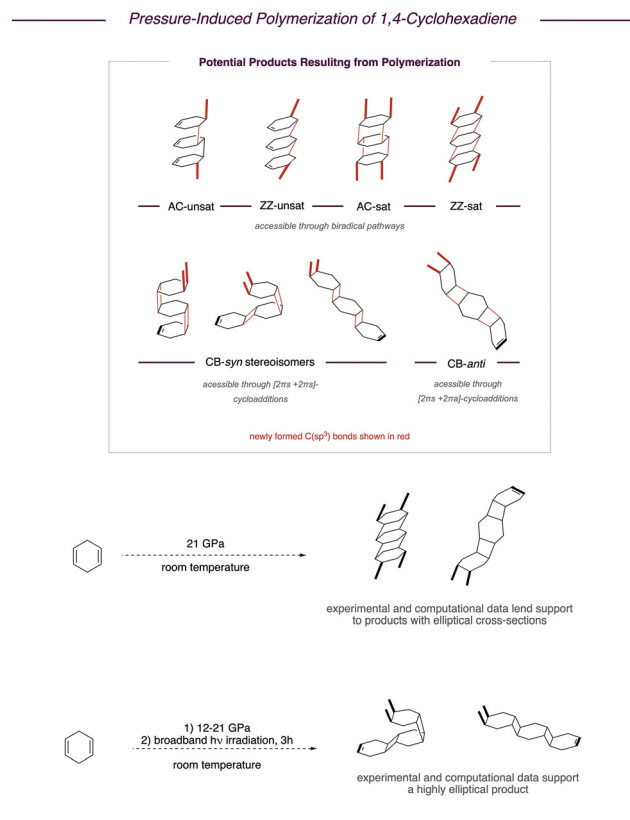 Pressure-Induced Polymerization of 1,4-Cyclohexadiene
Potential Products Resulitng from Polymerization
AC-unsat
ZZ-unsat
AC-sat
ZZ-sat
accessible through biradical pathways
CB-syn stereoisomers
CB-anti
acessible through [2πs +2πs]-
cycloadditions
acessible through
[2πs +2πa]-cycloadditions
newly formed C(sp³) bonds shown in red
21 GPa
room temperature
experimental and computational data lend support
to products with elliptical cross-sections
1) 12-21 GPa
2) broadband hν irradiation, 3h
room temperature
experimental and computational data support
a highly elliptical product